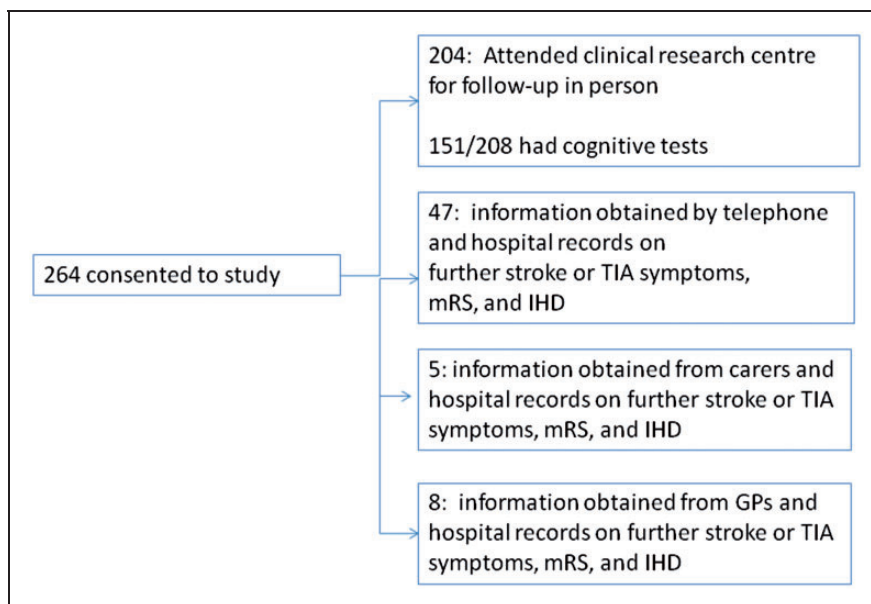 204: Attended clinical research centre
for follow-up in person
151/208 had cognitive tests
47: information obtained by telephone
and hospital records on
further stroke or TIA symptoms,
mRS, and IHD
264 consented to study
5: information obtained from carers and
hospital records on further stroke or TIA
symptoms, mRS, and IHD
8: information obtained from GPs and
hospital records on further stroke or TIA
symptoms, mRS, and IHD